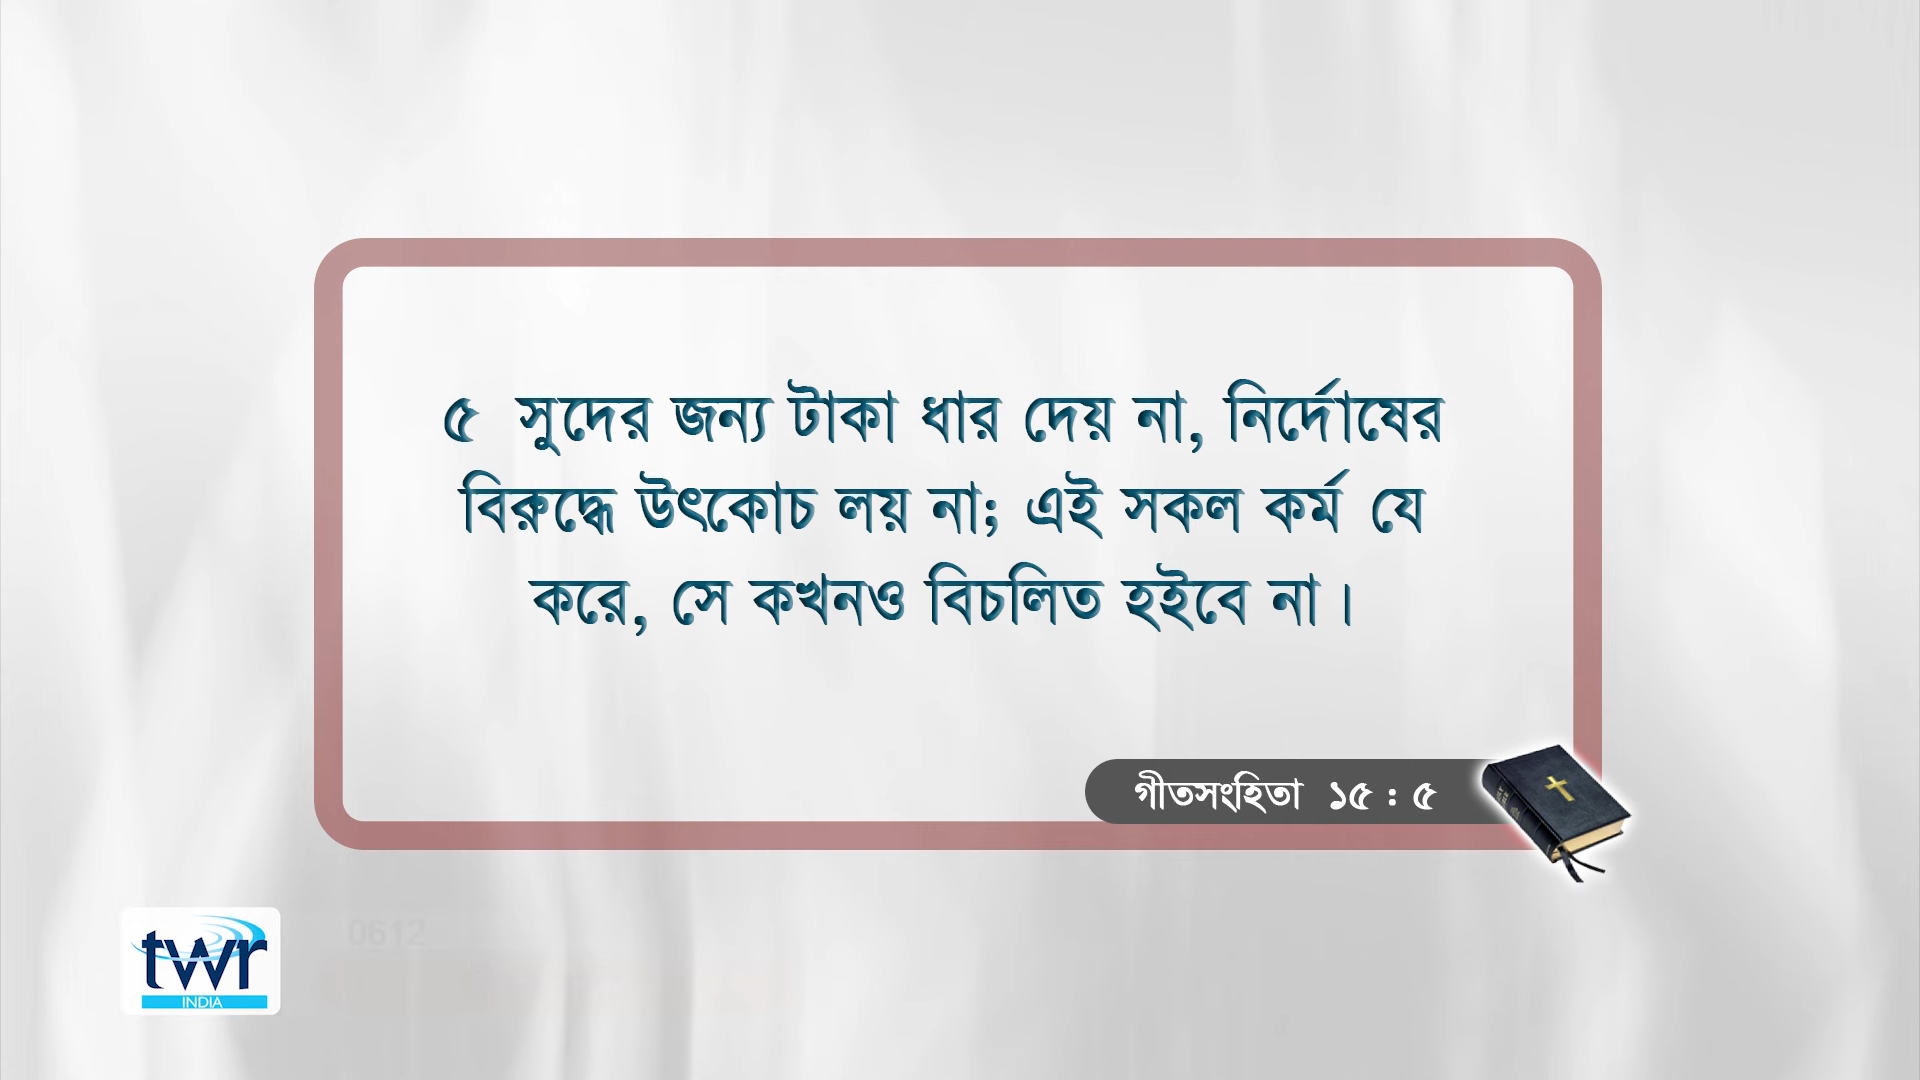 ৫ সুদের জন্য টাকা ধার দেয় না, নির্দোষের
বিরুদ্ধে উৎকোচ লয় না; এই সকল কর্ম যে
করে, সে কখনও বিচলিত হইবে না।
গীতসংহিতা ১৫ : ৫
0612
twr
INDIA